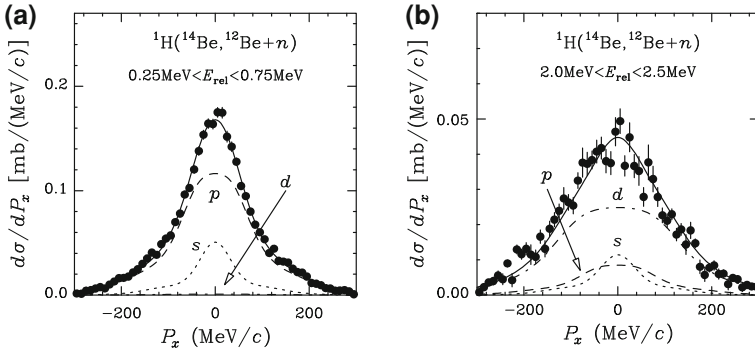 (a)
¹H(¹⁴Be,¹²Be+n)
0.25MeV<E_rel<0.75MeV
dσ/dP_x [mb/(MeV/c)]
0.2
0.1
0.0
p
d
s
−200
0
200
P_x (MeV/c)
(b)
¹H(¹⁴Be,¹²Be+n)
2.0MeV<E_rel<2.5MeV
dσ/dP_x [mb/(MeV/c)]
0.05
0.00
p
d
s
−200
0
200
P_x (MeV/c)